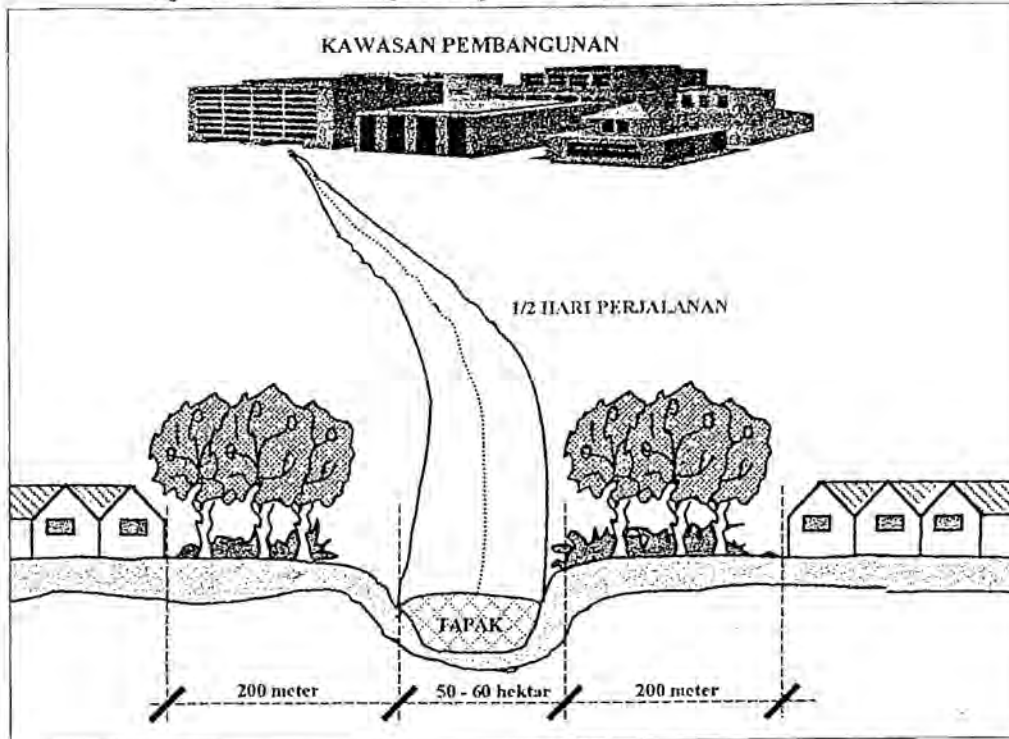 KAWASAN PEMBANGUNAN
1/2 HARI PERJALANAN
TAPAK
200 meter
50 - 60 hektar
200 meter